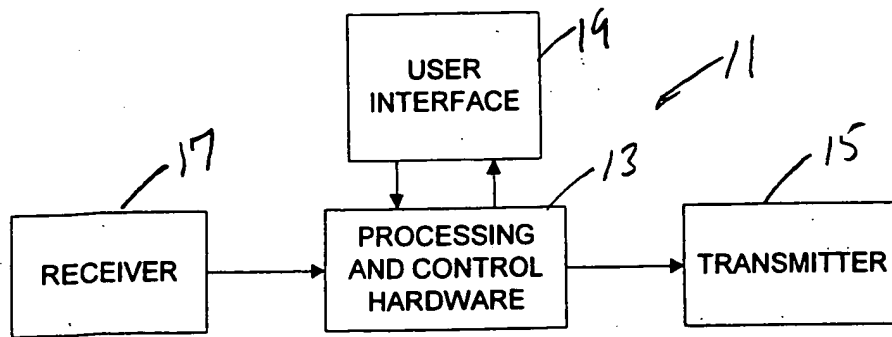 19
USER
INTERFACE
11
17
13
15
RECEIVER
PROCESSING
AND CONTROL
HARDWARE
TRANSMITTER